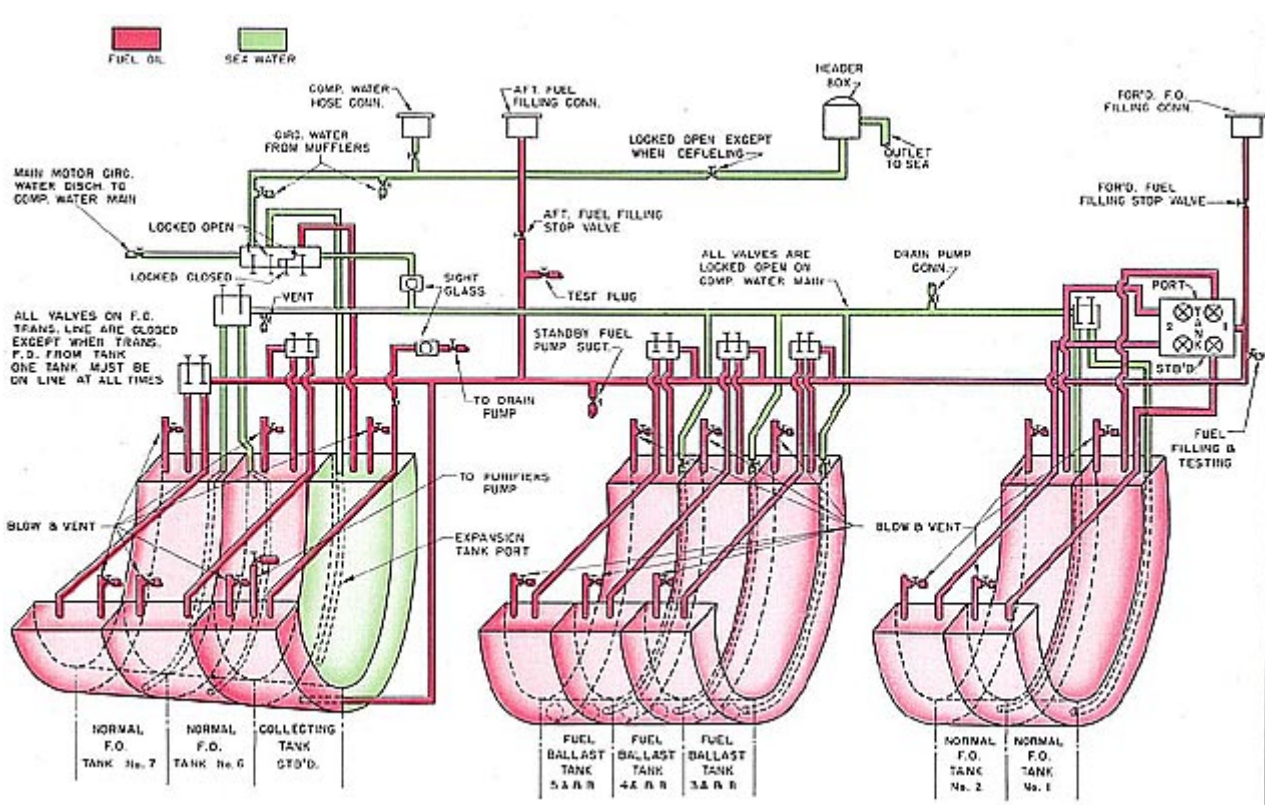 FUEL OIL
SEA WATER
COMP. WATER
HOSE CONN.
AFT. FUEL
FILLING CONN.
HEADER
BOX
FOR'D. F.O.
FILLING CONN.
CIRC. WATER
FROM MUFFLERS
LOCKED OPEN EXCEPT
WHEN DEFUELING
OUTLET
TO SEA
MAIN MOTOR CIRC.
WATER DISCH. TO
COMP. WATER MAIN
FOR'D. FUEL
FILLING STOP VALVE
LOCKED OPEN
AFT. FUEL FILLING
STOP VALVE
LOCKED CLOSED
SIGHT
GLASS
TEST PLUG
ALL VALVES ARE
LOCKED OPEN ON
COMP. WATER MAIN
DRAIN PUMP
CONN.
VENT
PORT
2 TANK 1
STB'D.
ALL VALVES ON F.O.
TRANS. LINE ARE CLOSED
EXCEPT WHEN TRANS.
F.O. FROM TANK
ONE TANK MUST BE
ON LINE AT ALL TIMES
STANDBY FUEL
PUMP SUCT.
TO DRAIN
PUMP
FUEL
FILLING &
TESTING
TO PURIFIERS
PUMP
BLOW & VENT
EXPANSION
TANK PORT
BLOW & VENT
NORMAL
F.O.
TANK No. 7
NORMAL
F.O.
TANK No. 6
COLLECTING
TANK
STB'D.
FUEL
BALLAST
TANK
5 A & B
FUEL
BALLAST
TANK
4 A & B
FUEL
BALLAST
TANK
3 A & B
NORMAL
F.O.
TANK
No. 2
NORMAL
F.O.
TANK
No. 1